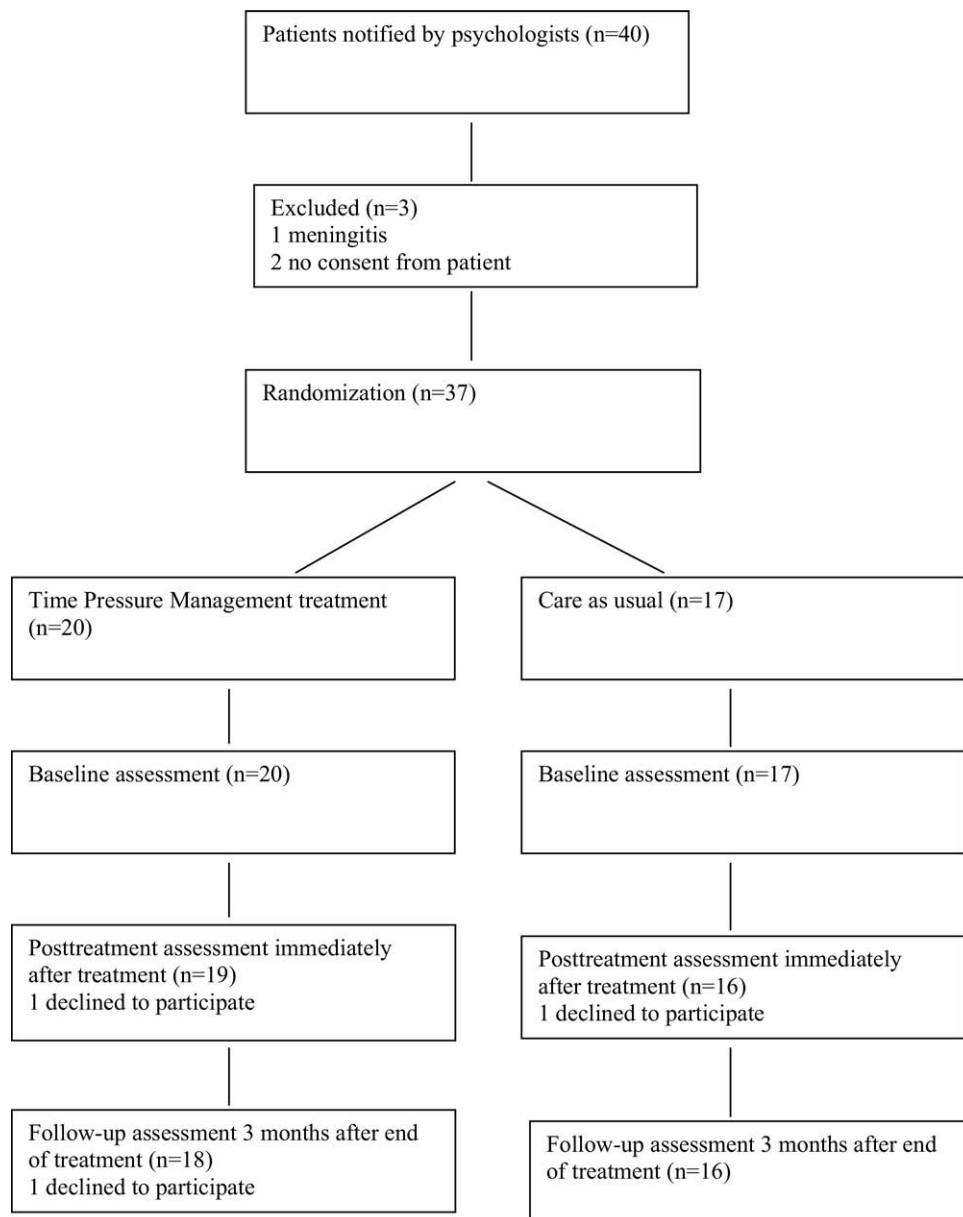 Patients notified by psychologists (n=40)
Excluded (n=3)
1 meningitis
2 no consent from patient
Randomization (n=37)
Time Pressure Management treatment
(n=20)
Care as usual (n=17)
Baseline assessment (n=20)
Baseline assessment (n=17)
Posttreatment assessment immediately
after treatment (n=19)
1 declined to participate
Posttreatment assessment immediately
after treatment (n=16)
1 declined to participate
Follow-up assessment 3 months after end
of treatment (n=18)
1 declined to participate
Follow-up assessment 3 months after end
of treatment (n=16)